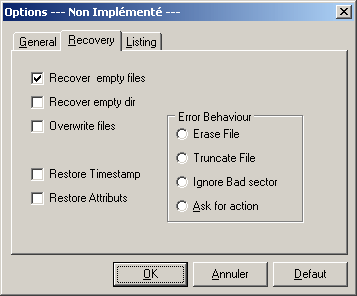 Options --- Non Implémenté ---
General Recovery Listing
Recover empty files
Recover empty dir
Overwrite files
Restore Timestamp
Restore Attributs
Error Behaviour
Erase File
Truncate File
Ignore Bad sector
Ask for action
OK Annuler Defaut